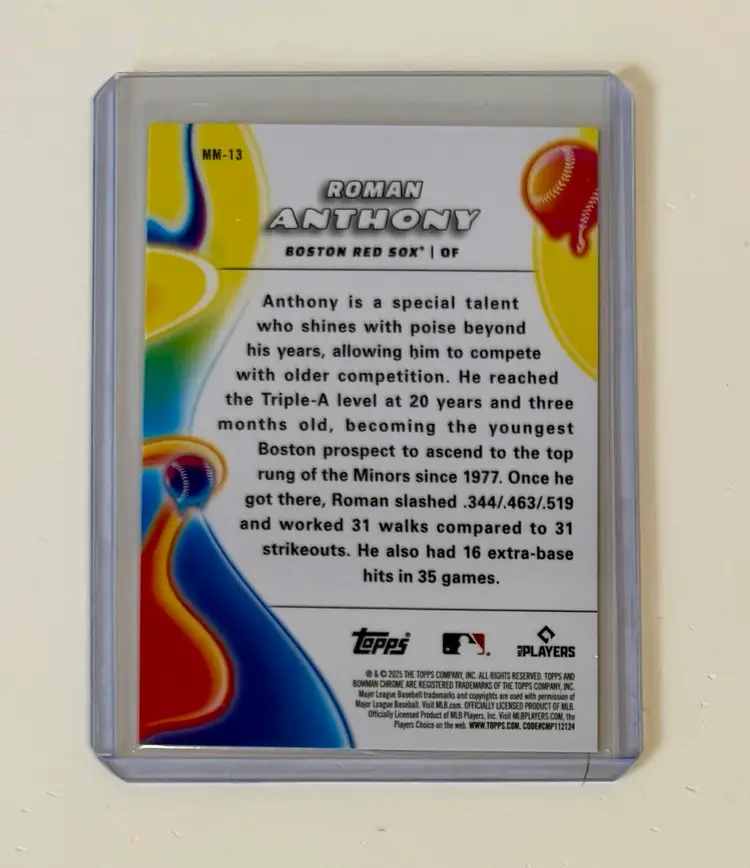 MM-13
ROMAN
ANTHONY
BOSTON RED SOX® | OF
Anthony is a special talent
who shines with poise beyond
his years, allowing him to compete
with older competition. He reached
the Triple-A level at 20 years and three
months old, becoming the youngest
Boston prospect to ascend to the top
rung of the Minors since 1977. Once he
got there, Roman slashed .344/.463/.519
and worked 31 walks compared to 31
strikeouts. He also had 16 extra-base
hits in 35 games.
Topps® MLB PLAYERS
® & © 2025 THE TOPPS COMPANY, INC. ALL RIGHTS RESERVED. TOPPS AND
BOWMAN CHROME ARE REGISTERED TRADEMARKS OF THE TOPPS COMPANY, INC.
Major League Baseball trademarks and copyrights are used with permission of
Major League Baseball. Visit MLB.com. OFFICIALLY LICENSED PRODUCT OF MLB.
Officially Licensed Product of MLB Players, Inc. Visit MLBPLAYERS.COM, the
Players Choice on the web. WWW.TOPPS.COM. CODE#CMP112124